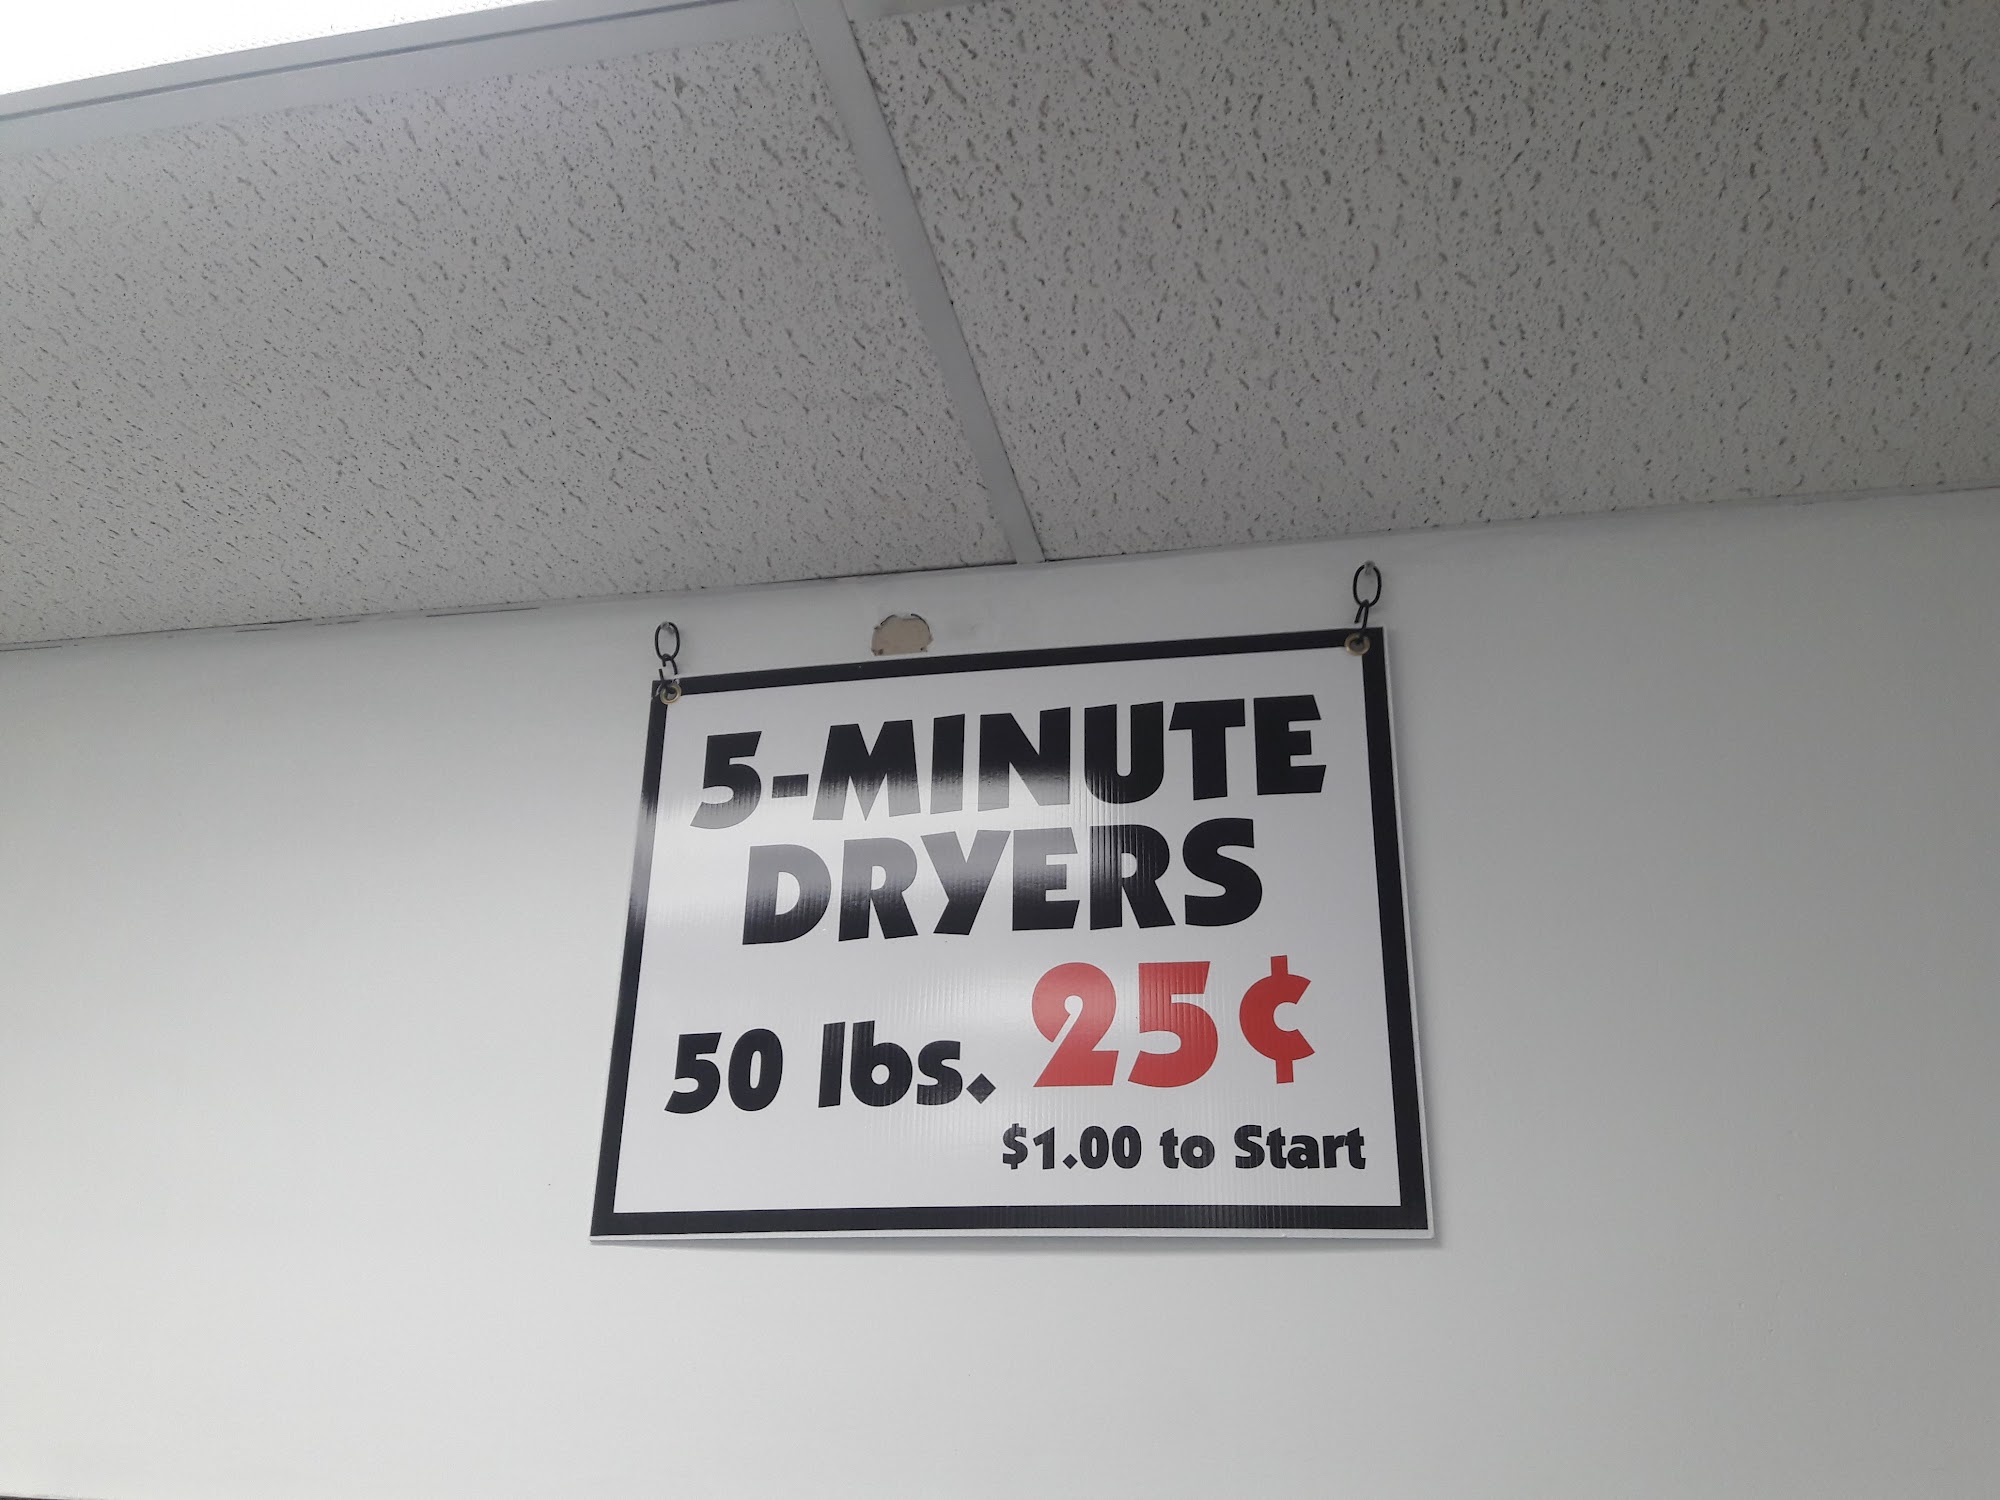 5-MINUTE
DRYERS
50 lbs. 25¢
$1.00 to Start